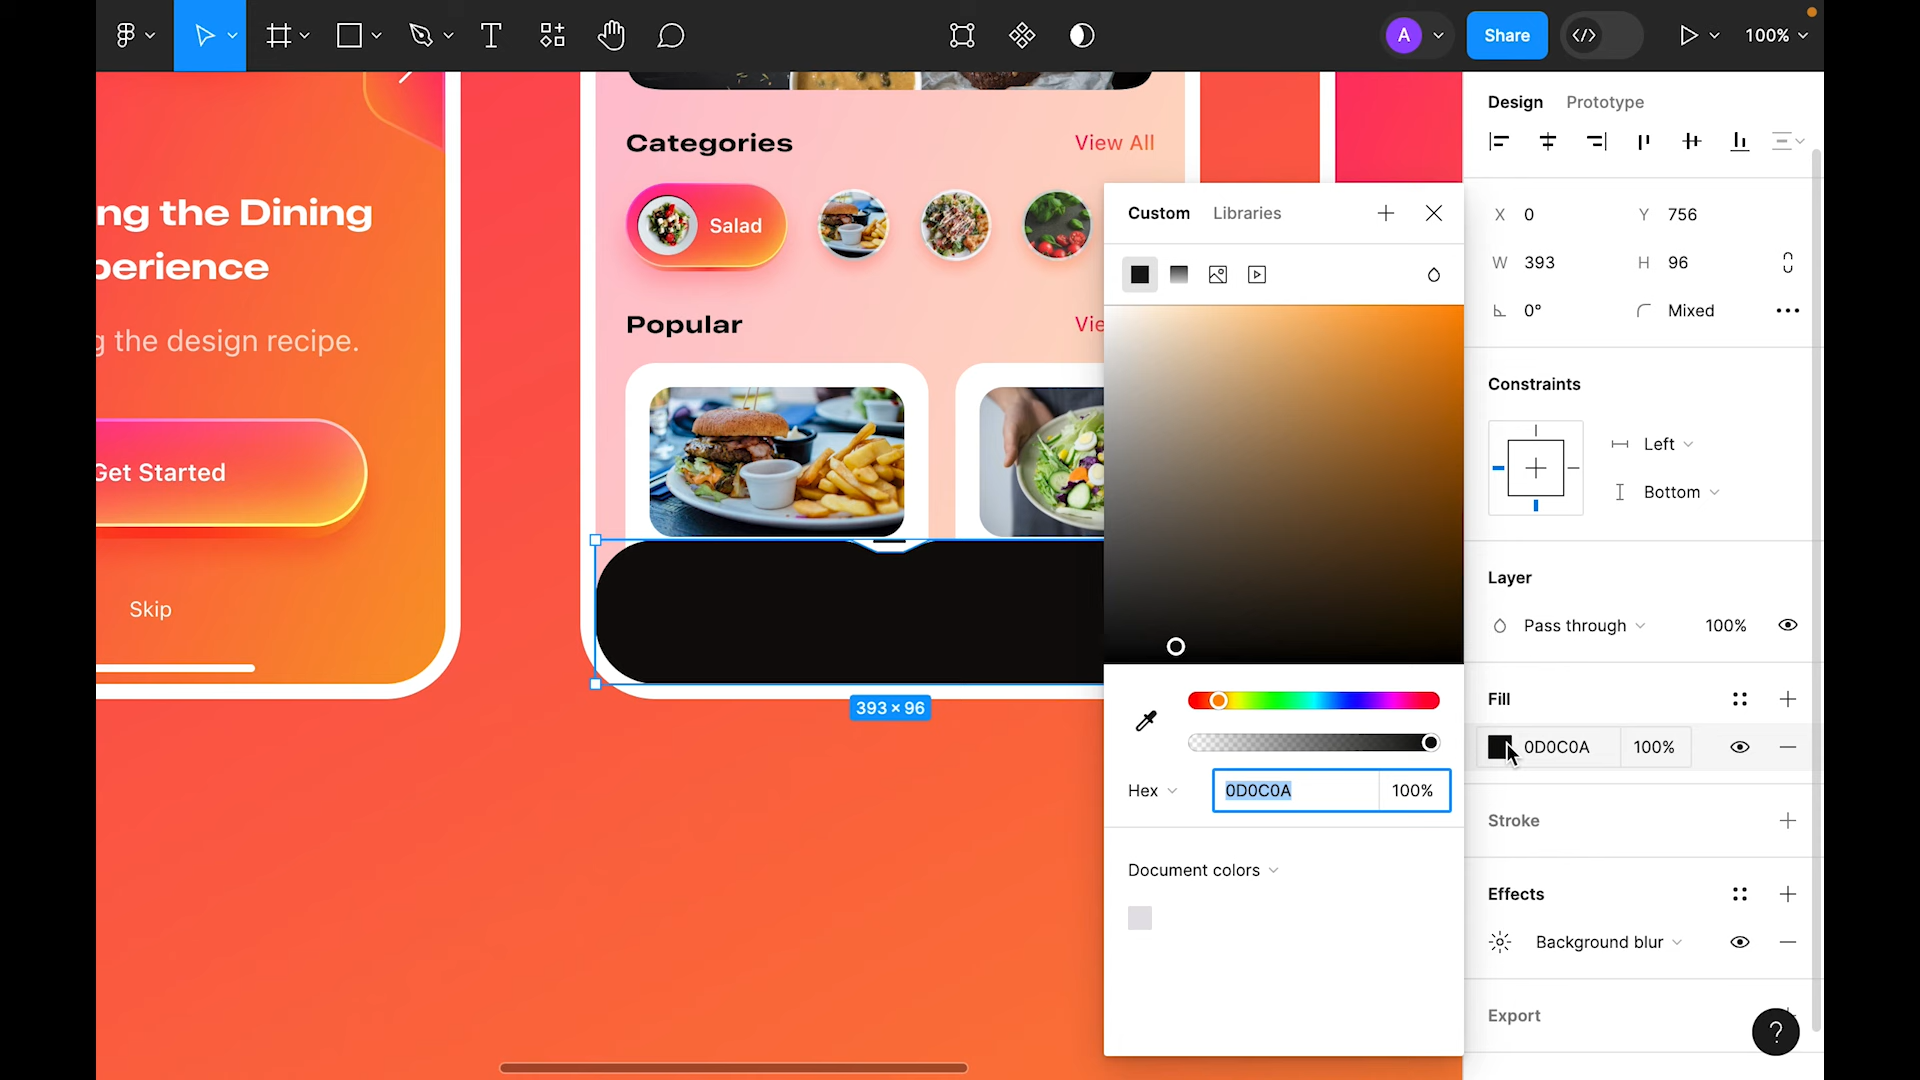 A
Share
100%
ng the Dining
perience
g the design recipe.
Get Started
Skip
Categories
View All
Salad
Popular
Vie
393 × 96
Custom
Libraries
Hex
0D0C0A
100%
Document colors
Design
Prototype
X 0
Y 756
W 393
H 96
0°
Mixed
Constraints
Left
Bottom
Layer
Pass through
100%
Fill
0D0C0A
100%
Stroke
Effects
Background blur
Export
?